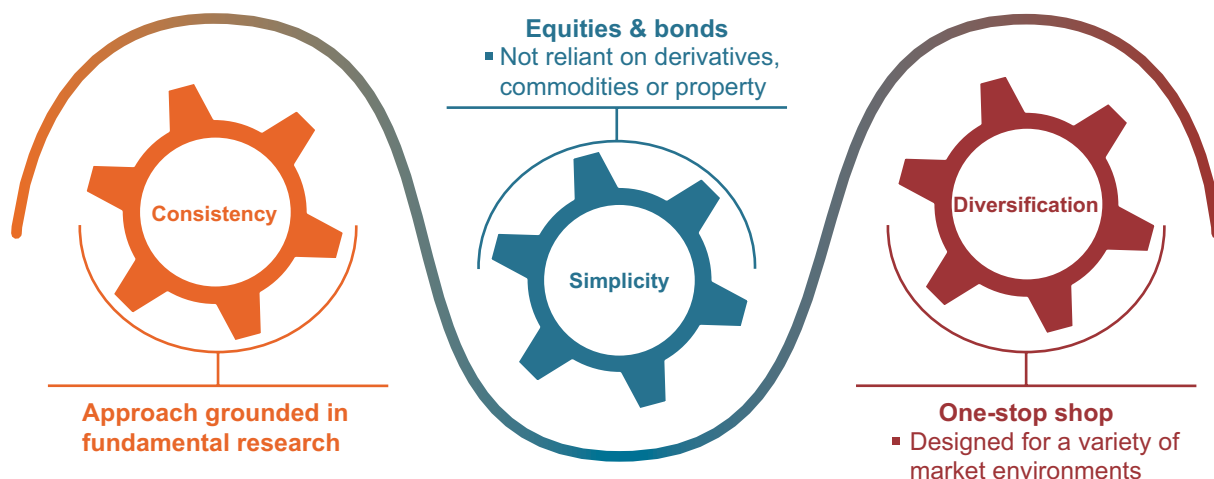 Consistency
Approach grounded in
fundamental research
Equities & bonds
▪ Not reliant on derivatives,
commodities or property
Simplicity
Diversification
One-stop shop
▪ Designed for a variety of
market environments